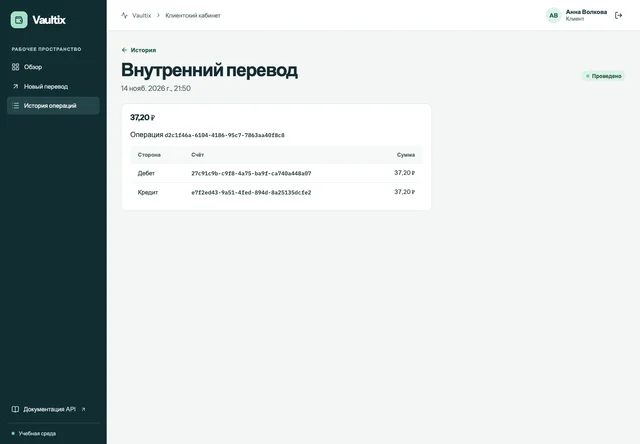 Vaultix
РАБОЧЕЕ ПРОСТРАНСТВО
Обзор
Новый перевод
История операций
Документация API
Учебная среда
Vaultix > Клиентский кабинет
АВ
Анна Волкова
Клиент
← История
Внутренний перевод
14 нояб. 2026 г., 21:50
Проведено
37,20 ₽
Операция d2c1f46a-6104-4186-95c7-7863aa40f8c8
Сторона Счёт Сумма
Дебет 27c91c9b-c9f8-4a75-ba9f-ca740a448a07 37,20 ₽
Кредит e7f2ed43-9a51-4fed-894d-8a25135dcfe2 37,20 ₽